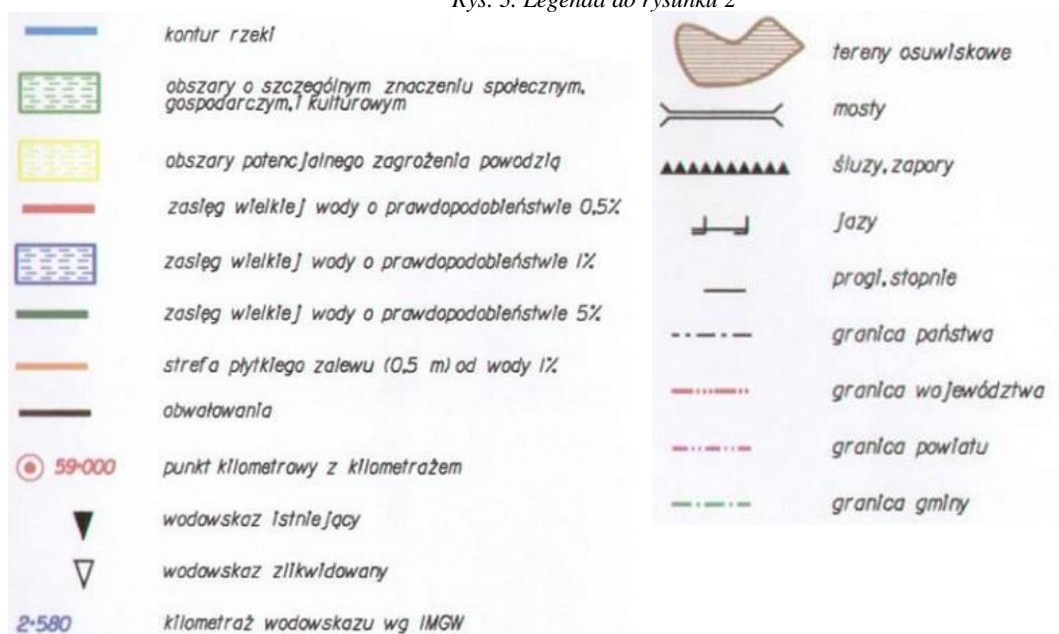 Rys. 3. Legenda do rysunku 2
kontur rzeki
obszary o szczególnym znaczeniu społecznym,
gospodarczym,i kulturowym
obszary potencjalnego zagrożenia powodzią
zasięg wielkiej wody o prawdopodobieństwie 0,5%
zasięg wielkiej wody o prawdopodobieństwie 1%
zasięg wielkiej wody o prawdopodobieństwie 5%
strefa płytkiego zalewu (0,5 m) od wody 1%
obwałowania
59+000 punkt kilometrowy z kilometrażem
wodowskaz istniejący
wodowskaz zlikwidowany
2+580 kilometraż wodowskazu wg IMGW
tereny osuwiskowe
mosty
śluzy,zapory
jazy
progi,stopnie
granica państwa
granica województwa
granica powiatu
granica gminy